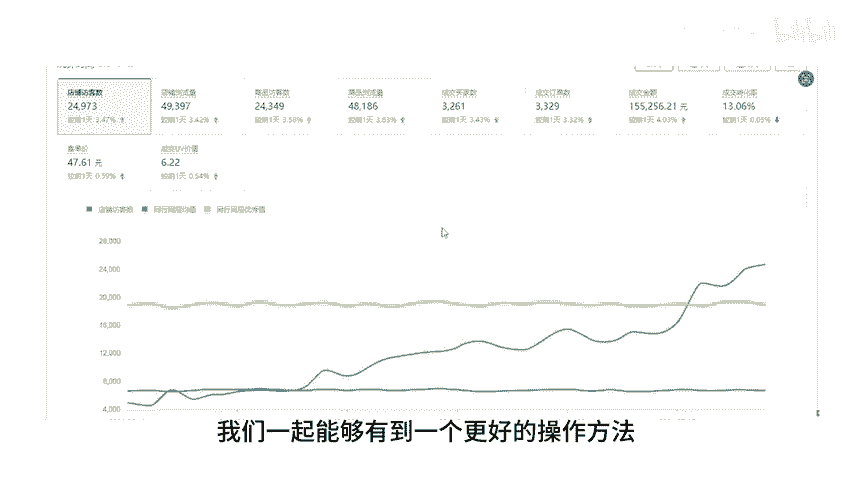 店铺访客数 店铺浏览量 商品访客数 商品浏览量 成交买家数 成交订单数 成交金额 成交转化率
24,973 49,397 24,349 48,186 3,261 3,329 155,256.21 元 13.06%
较前1天 3.47% 较前1天 3.42% 较前1天 3.58% 较前1天 3.63% 较前1天 3.43% 较前1天 3.32% 较前1天 4.03% 较前1天 0.05%
客单价 成交UV价值
47.61 元 6.22
较前1天 0.59% 较前1天 0.54%
店铺访客数 同行同层均值 同行同层优秀值
28,000
24,000
20,000
16,000
12,000
8,000
4,000
我们一起能够有到一个更好的操作方法